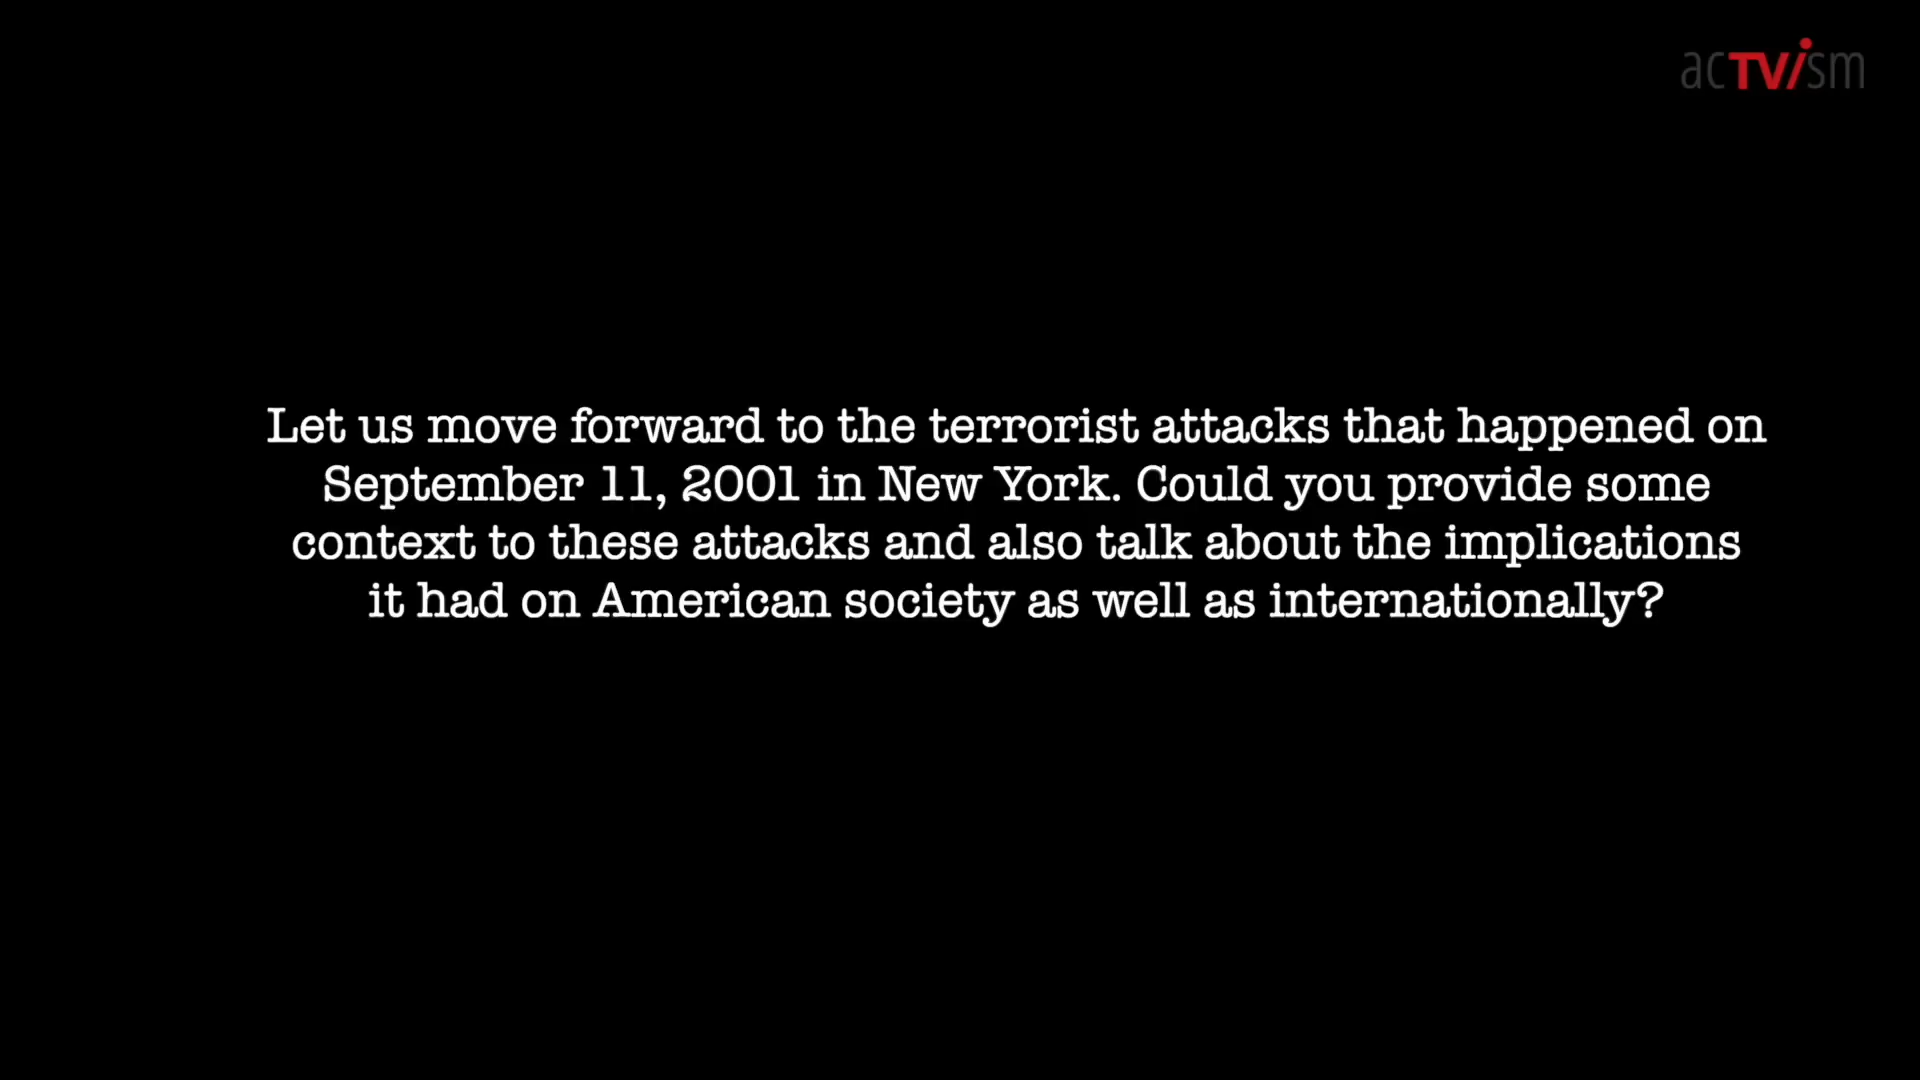 acTVism
Let us move forward to the terrorist attacks that happened on
September 11, 2001 in New York. Could you provide some
context to these attacks and also talk about the implications
it had on American society as well as internationally?